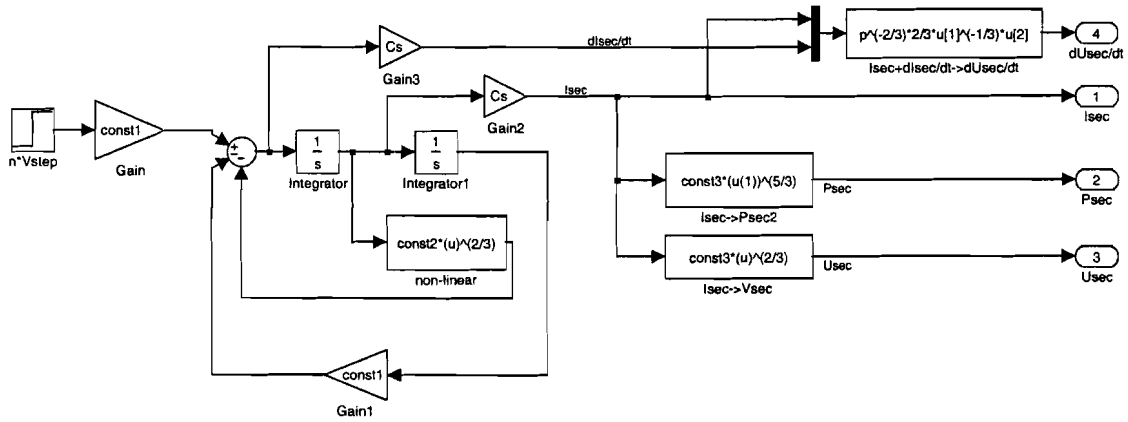 Cs
dIsec/dt
Gain3
p^(-2/3)*2/3*u[1]^(-1/3)*u[2]
Isec+dIsec/dt->dUsec/dt
4
dUsec/dt
Cs
Isec
Gain2
1
Isec
n*Vstep
const1
Gain
+
-
-
1
s
Integrator
1
s
Integrator1
const3*(u(1))^(5/3)
Isec->Psec2
Psec
2
Psec
const2*(u)^(2/3)
non-linear
const3*(u)^(2/3)
Isec->Vsec
Usec
3
Usec
const1
Gain1